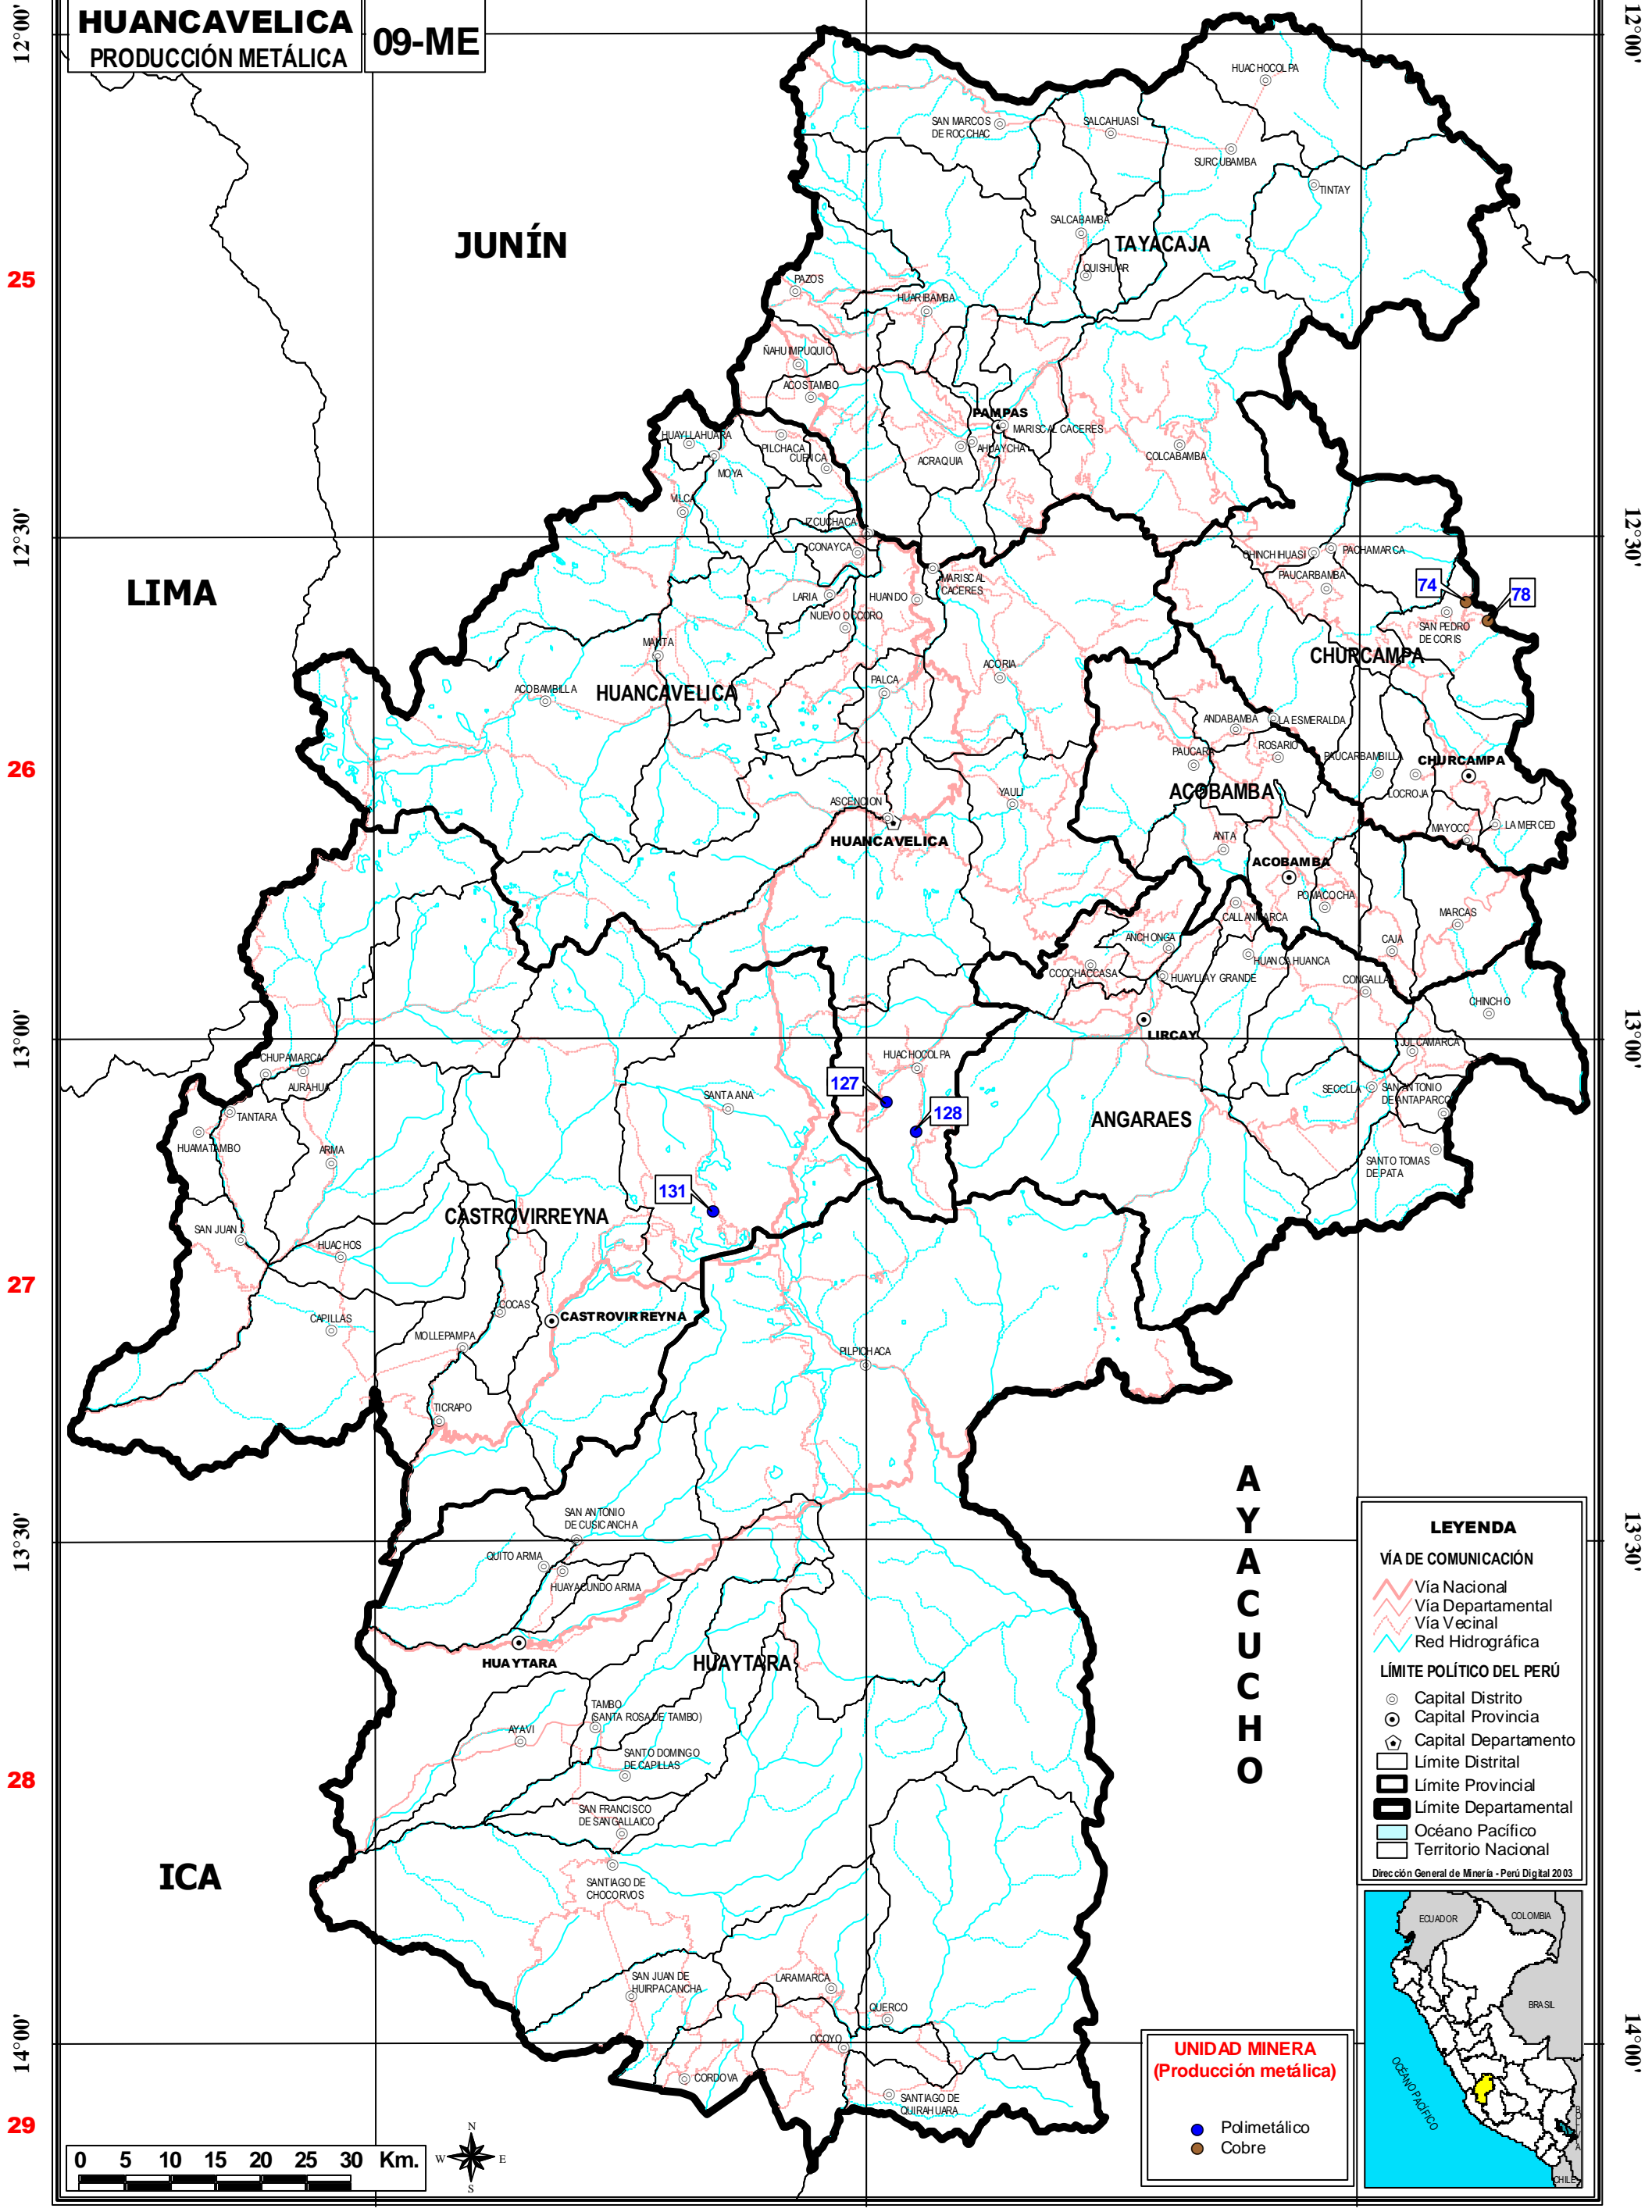 HUANCAVELICA
PRODUCCIÓN METÁLICA
09-ME
12°00'
12°00'
HUACHOCOLPA
SAN MARCOS
DE ROCCHAC
SALCAHUASI
SURCUBAMBA
TINTAY
SALCABAMBA
TAYACAJA
JUNÍN
QUISHUAR
25
PAZOS
HUARIBAMBA
ÑAHUIMPUQUIO
ACOSTAMBO
PAMPAS
MARISCAL CACERES
HUAYLLAHUARA
PILCHACA
CUENCA
MOYA
ACRAQUIA
AHUAYCHA
COLCABAMBA
VILCA
IZCUCHACA
12°30'
12°30'
CONAYCA
CHINCHIHUASI
PACHAMARCA
MARISCAL
CACERES
PAUCARBAMBA
74
78
LIMA
LARIA
HUANDO
NUEVO OCCORO
SAN PEDRO
DE CORIS
MANTA
CHURCAMPA
ACORIA
ACOBAMBILLA
HUANCAVELICA
PALCA
ANDABAMBA
LA ESMERALDA
PAUCARA
ROSARIO
PAUCARBAMBILLA
CHURCAMPA
26
ACOBAMBA
LOCROJA
ASCENCION
YAULI
MAYOCC
LA MERCED
HUANCAVELICA
ANTA
ACOBAMBA
POMACOCHA
CALLANMARCA
MARCAS
ANCHONGA
CAJA
HUANCAHUANCA
CCOCHACCASA
HUAYLLAY GRANDE
CONGALLA
CHINCHO
13°00'
13°00'
LIRCAY
JULCAMARCA
HUACHOCOLPA
CHUPAMARCA
AURAHUA
127
SANTA ANA
SECCLLA
SAN ANTONIO
DE ANTAPARCO
TANTARA
128
ANGARAES
HUAMATAMBO
ARMA
SANTO TOMAS
DE PATA
131
CASTROVIRREYNA
SAN JUAN
HUACHOS
27
COCAS
CASTROVIRREYNA
CAPILLAS
MOLLEPAMPA
PILPICHACA
TICRAPO
A
Y
A
C
U
C
H
O
SAN ANTONIO
DE CUSICANCHA
13°30'
13°30'
QUITO ARMA
HUAYACUNDO ARMA
HUAYTARA
HUAYTARA
TAMBO
(SANTA ROSA DE TAMBO)
AYAVI
SANTO DOMINGO
DE CAPILLAS
28
SAN FRANCISCO
DE SANGALLAICO
ICA
SANTIAGO DE
CHOCORVOS
SAN JUAN DE
HUIRPACANCHA
LARAMARCA
QUERCO
OCOYO
14°00'
14°00'
CORDOVA
SANTIAGO DE
QUIRAHUARA
29
LEYENDA
VÍA DE COMUNICACIÓN
Vía Nacional
Vía Departamental
Vía Vecinal
Red Hidrográfica
LÍMITE POLÍTICO DEL PERÚ
Capital Distrito
Capital Provincia
Capital Departamento
Límite Distrital
Límite Provincial
Límite Departamental
Océano Pacífico
Territorio Nacional
Dirección General de Minería - Perú Digital 2003
ECUADOR
COLOMBIA
BRASIL
OCÉANO PACÍFICO
CHILE
UNIDAD MINERA
(Producción metálica)
Polimetálico
Cobre
0 5 10 15 20 25 30 Km.
N
W E
S